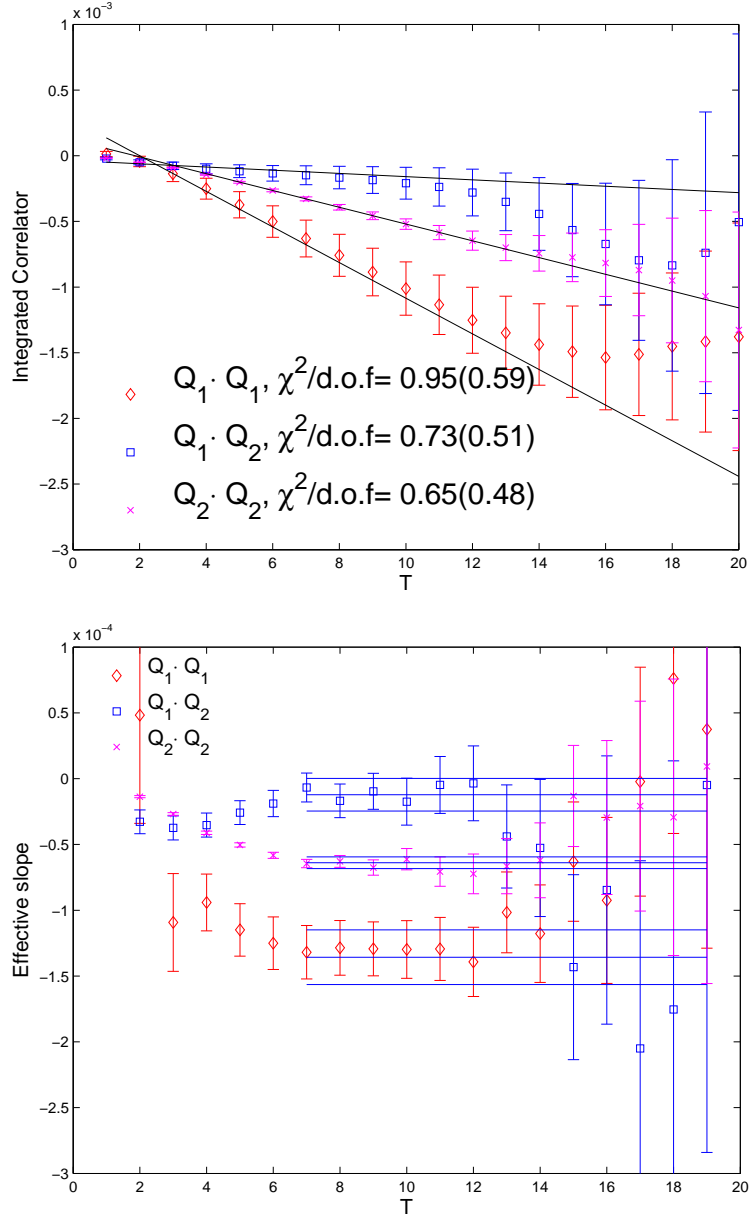 x 10⁻³
1
0.5
0
−0.5
−1
−1.5
−2
−2.5
−3
Integrated Correlator
Q₁· Q₁, χ²/d.o.f= 0.95(0.59)
Q₁· Q₂, χ²/d.o.f= 0.73(0.51)
Q₂· Q₂, χ²/d.o.f= 0.65(0.48)
0 2 4 6 8 10 12 14 16 18 20
T
x 10⁻⁴
1
0.5
0
−0.5
−1
−1.5
−2
−2.5
−3
Effective slope
Q₁· Q₁
Q₁· Q₂
Q₂· Q₂
0 2 4 6 8 10 12 14 16 18 20
T